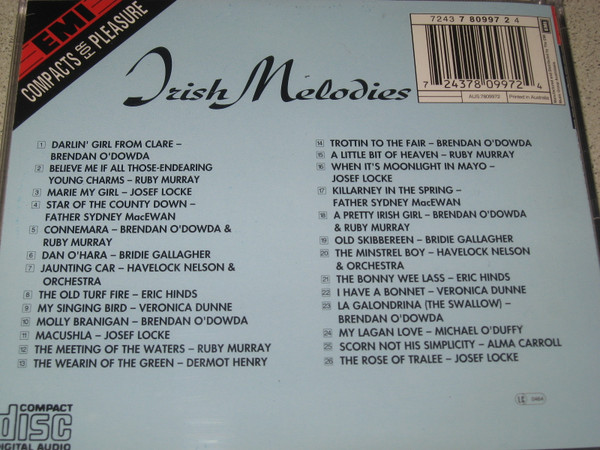 EMI
COMPACTS FOR PLEASURE
Irish Melodies
7243 7 80997 2 4
7 24378 09972 4
Printed in Australia
1 DARLIN' GIRL FROM CLARE –
BRENDAN O'DOWDA
2 BELIEVE ME IF ALL THOSE-ENDEARING
YOUNG CHARMS – RUBY MURRAY
3 MARIE MY GIRL – JOSEF LOCKE
4 STAR OF THE COUNTY DOWN –
FATHER SYDNEY MacEWAN
5 CONNEMARA – BRENDAN O'DOWDA &
RUBY MURRAY
6 DAN O'HARA – BRIDIE GALLAGHER
7 JAUNTING CAR – HAVELOCK NELSON &
ORCHESTRA
8 THE OLD TURF FIRE – ERIC HINDS
9 MY SINGING BIRD – VERONICA DUNNE
10 MOLLY BRANIGAN – BRENDAN O'DOWDA
11 MACUSHLA – JOSEF LOCKE
12 THE MEETING OF THE WATERS – RUBY MURRAY
13 THE WEARIN OF THE GREEN – DERMOT HENRY
14 TROTTIN TO THE FAIR – BRENDAN O'DOWDA
15 A LITTLE BIT OF HEAVEN – RUBY MURRAY
16 WHEN IT'S MOONLIGHT IN MAYO –
JOSEF LOCKE
17 KILLARNEY IN THE SPRING –
FATHER SYDNEY MacEWAN
18 A PRETTY IRISH GIRL – BRENDAN O'DOWDA
& RUBY MURRAY
19 OLD SKIBBEREEN – BRIDIE GALLAGHER
20 THE MINSTREL BOY – HAVELOCK NELSON
& ORCHESTRA
21 THE BONNY WEE LASS – ERIC HINDS
22 I HAVE A BONNET – VERONICA DUNNE
23 LA GALONDRINA (THE SWALLOW) –
BRENDAN O'DOWDA
24 MY LAGAN LOVE – MICHAEL O'DUFFY
25 SCORN NOT HIS SIMPLICITY – ALMA CARROLL
26 THE ROSE OF TRALEE – JOSEF LOCKE
COMPACT
disc
DIGITAL AUDIO